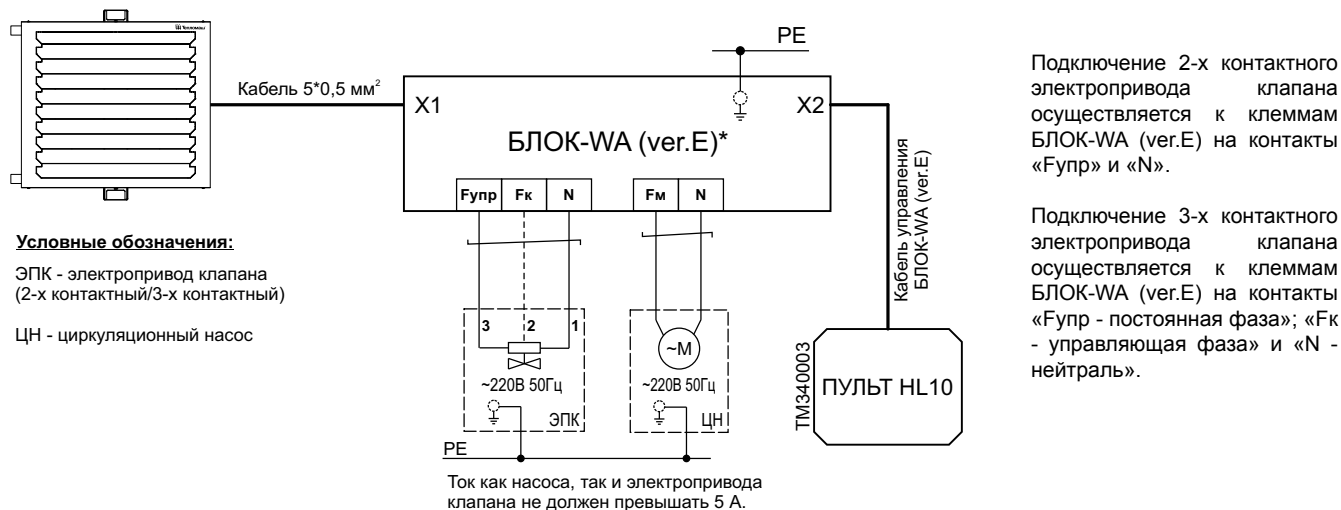 Тепломаш
Кабель 5*0,5 мм²
X1
X2
PE
БЛОК-WA (ver.E)*
Fупр
Fк
N
Fм
N
Кабель управления
БЛОК-WA (ver.E)
Условные обозначения:
ЭПК - электропривод клапана
(2-х контактный/3-х контактный)
ЦН - циркуляционный насос
3
2
1
~220В 50Гц
ЭПК
~M
~220В 50Гц
ЦН
PE
Ток как насоса, так и электропривода
клапана не должен превышать 5 А.
TM340003
ПУЛЬТ HL10
Подключение 2-х контактного
электропривода клапана
осуществляется к клеммам
БЛОК-WA (ver.E) на контакты
«Fупр» и «N».
Подключение 3-х контактного
электропривода клапана
осуществляется к клеммам
БЛОК-WA (ver.E) на контакты
«Fупр - постоянная фаза»; «Fк
- управляющая фаза» и «N -
нейтраль».